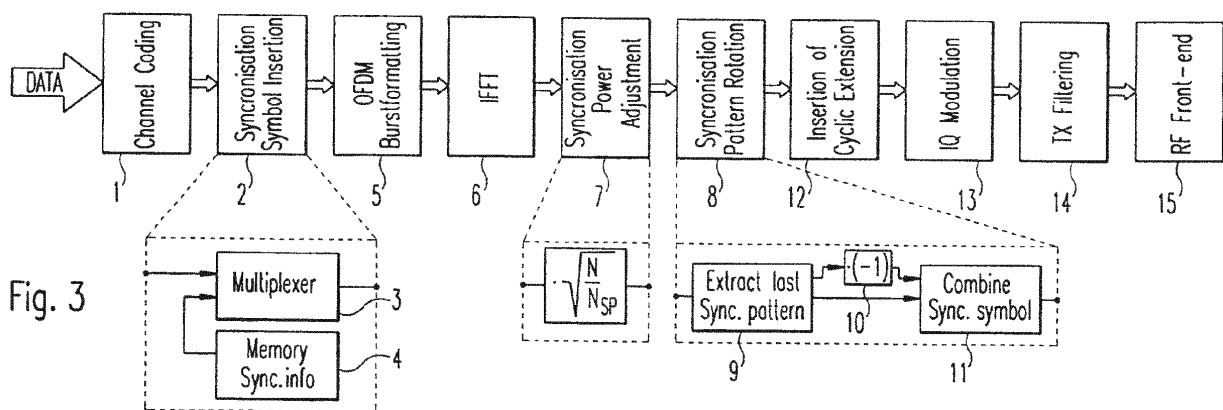 DATA
Channel Coding
Syncronisation
Symbol Insertion
OFDM
Burstformatting
IFFT
Syncronisation
Power
Adjustment
Syncronisation
Pattern Rotation
Insertion of
Cyclic Extension
IQ Modulation
TX Filtering
RF Front-end
1
2
5
6
7
8
12
13
14
15
Fig. 3
Multiplexer
3
Memory
Sync.info
4
·√N/N_SP
Extract last
Sync. pattern
9
·(-1)
10
Combine
Sync. symbol
11